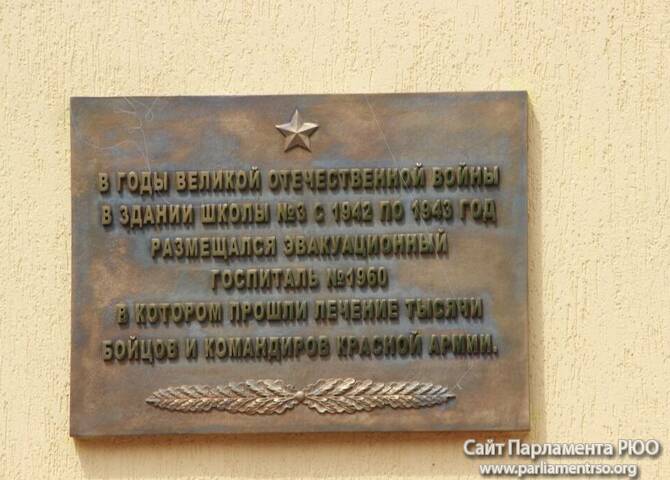 В ГОДЫ ВЕЛИКОЙ ОТЕЧЕСТВЕННОЙ ВОЙНЫ
В ЗДАНИИ ШКОЛЫ №3 С 1942 ПО 1943 ГОД
РАЗМЕЩАЛСЯ ЭВАКУАЦИОННЫЙ
ГОСПИТАЛЬ №1960
В КОТОРОМ ПРОШЛИ ЛЕЧЕНИЕ ТЫСЯЧИ
БОЙЦОВ И КОМАНДИРОВ КРАСНОЙ АРМИИ.
Сайт Парламента РЮО
www.parliamentrso.org